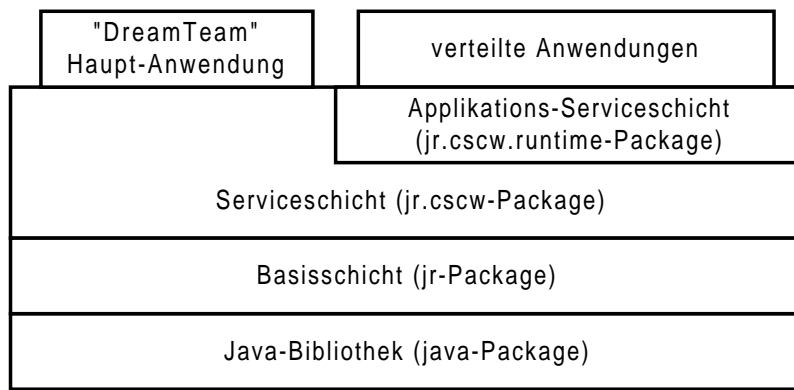 "DreamTeam"
Haupt-Anwendung
verteilte Anwendungen
Applikations-Serviceschicht
(jr.cscw.runtime-Package)
Serviceschicht (jr.cscw-Package)
Basisschicht (jr-Package)
Java-Bibliothek (java-Package)